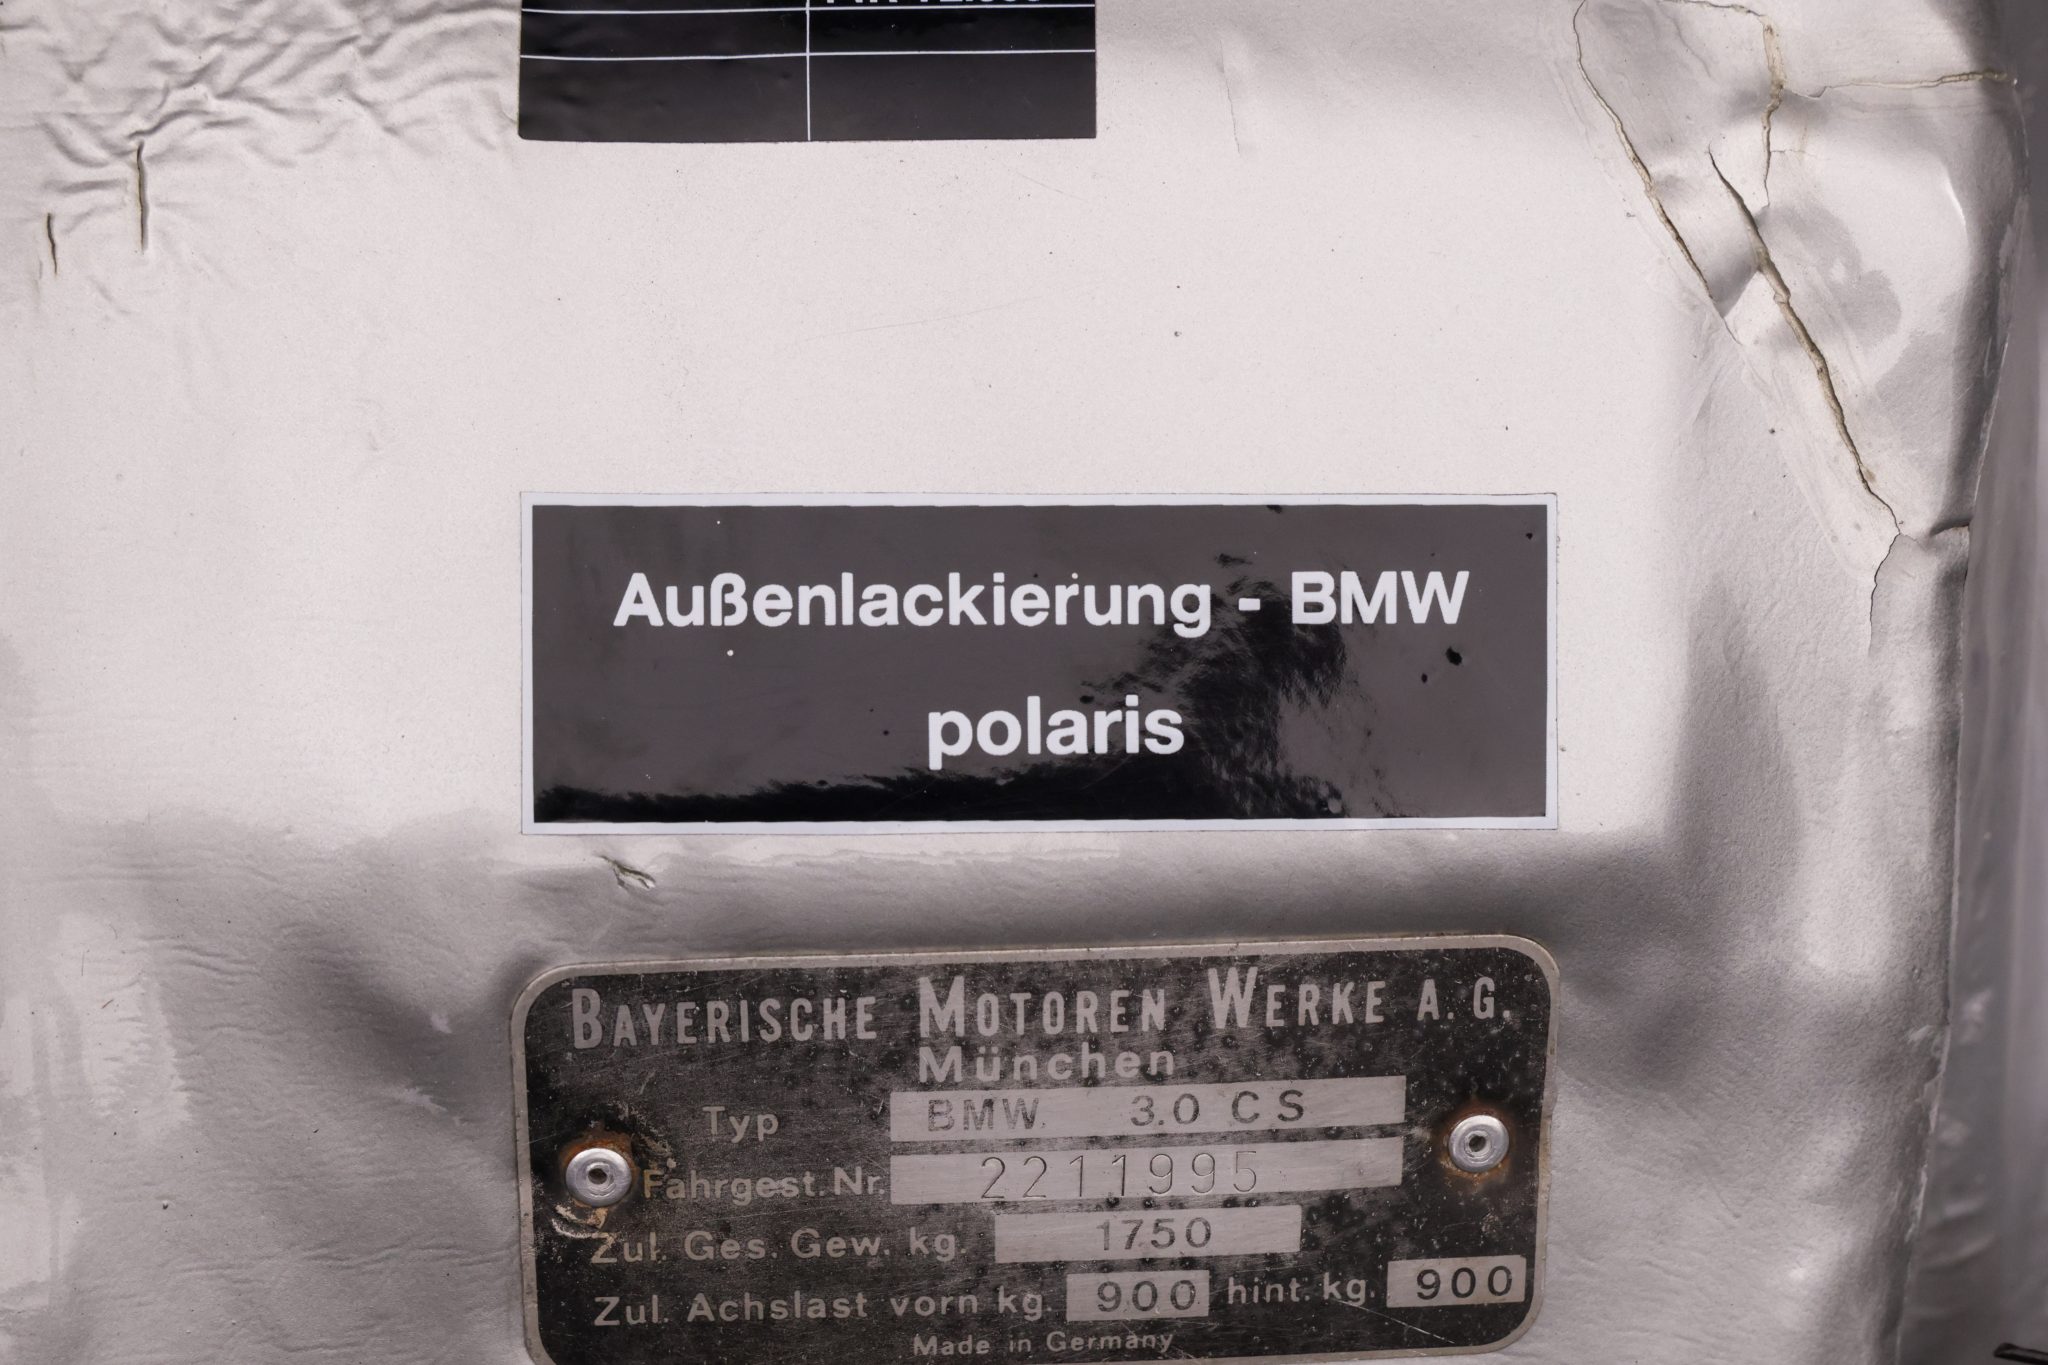 Außenlackierung - BMW
polaris
BAYERISCHE MOTOREN WERKE A.G.
München
Typ BMW 3.0 CS
Fahrgest.Nr. 2211995
Zul. Ges. Gew. kg. 1750
Zul. Achslast vorn kg. 900 hint. kg. 900
Made in Germany